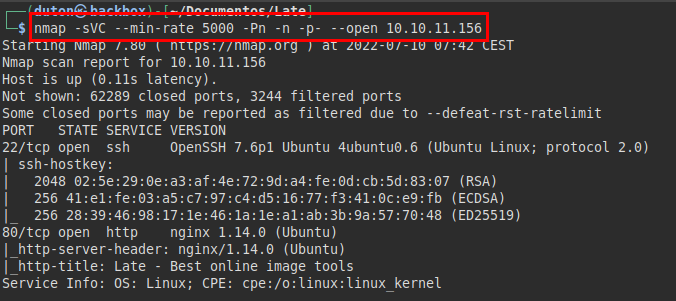 ┌──(duton㉿backbox)-[~/Documentos/Late]
└─$ nmap -sVC --min-rate 5000 -Pn -n -p- --open 10.10.11.156
Starting Nmap 7.80 ( https://nmap.org ) at 2022-07-10 07:42 CEST
Nmap scan report for 10.10.11.156
Host is up (0.11s latency).
Not shown: 62289 closed ports, 3244 filtered ports
Some closed ports may be reported as filtered due to --defeat-rst-ratelimit
PORT   STATE SERVICE VERSION
22/tcp open  ssh     OpenSSH 7.6p1 Ubuntu 4ubuntu0.6 (Ubuntu Linux; protocol 2.0)
| ssh-hostkey:
|   2048 02:5e:29:0e:a3:af:4e:72:9d:a4:fe:0d:cb:5d:83:07 (RSA)
|   256 41:e1:fe:03:a5:c7:97:c4:d5:16:77:f3:41:0c:e9:fb (ECDSA)
|_  256 28:39:46:98:17:1e:46:1a:1e:a1:ab:3b:9a:57:70:48 (ED25519)
80/tcp open  http    nginx 1.14.0 (Ubuntu)
|_http-server-header: nginx/1.14.0 (Ubuntu)
|_http-title: Late - Best online image tools
Service Info: OS: Linux; CPE: cpe:/o:linux:linux_kernel